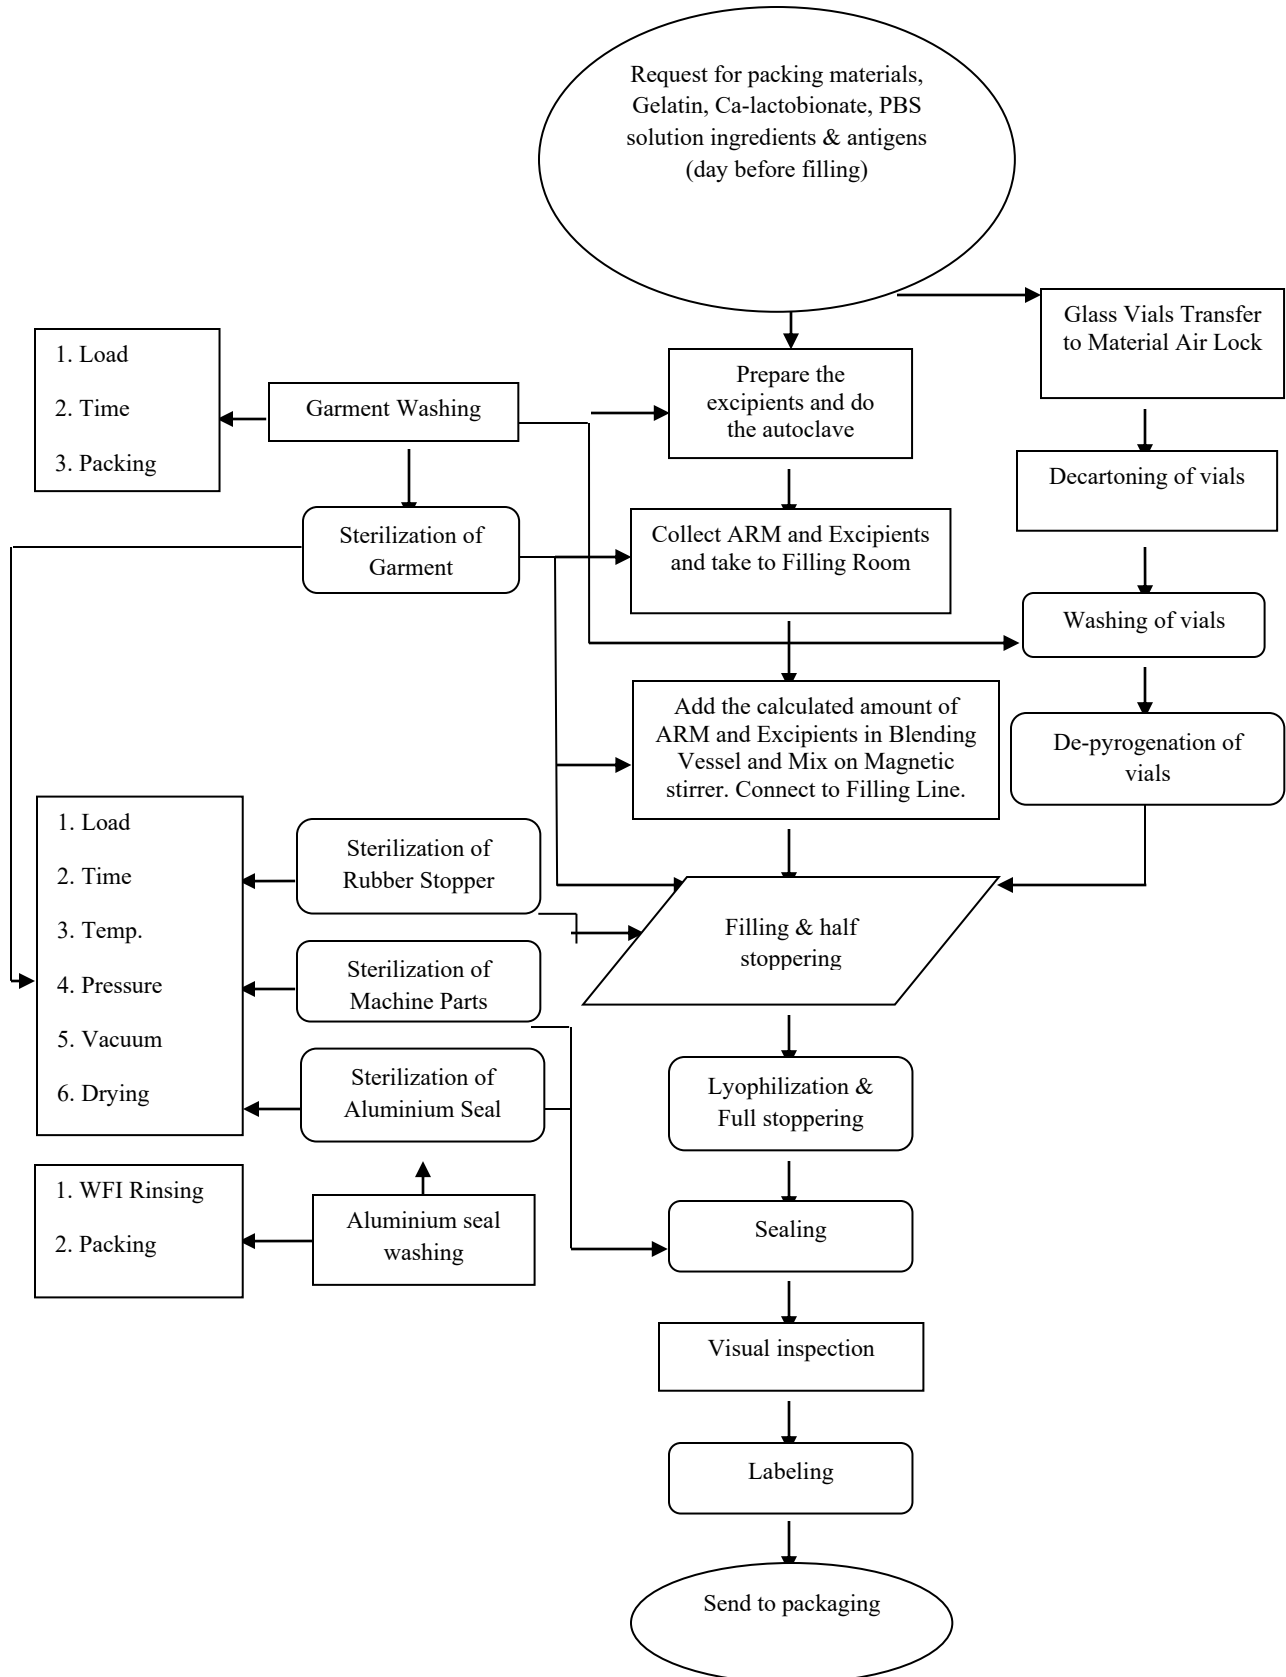 Request for packing materials,
Gelatin, Ca-lactobionate, PBS
solution ingredients & antigens
(day before filling)
Glass Vials Transfer
to Material Air Lock
1. Load
2. Time
3. Packing
Garment Washing
Prepare the
excipients and do
the autoclave
Decartoning of vials
Sterilization of
Garment
Collect ARM and Excipients
and take to Filling Room
Washing of vials
Add the calculated amount of
ARM and Excipients in Blending
Vessel and Mix on Magnetic
stirrer. Connect to Filling Line.
De-pyrogenation of
vials
1. Load
2. Time
3. Temp.
4. Pressure
5. Vacuum
6. Drying
Sterilization of
Rubber Stopper
Filling & half
stoppering
Sterilization of
Machine Parts
Sterilization of
Aluminium Seal
Lyophilization &
Full stoppering
1. WFI Rinsing
2. Packing
Aluminium seal
washing
Sealing
Visual inspection
Labeling
Send to packaging